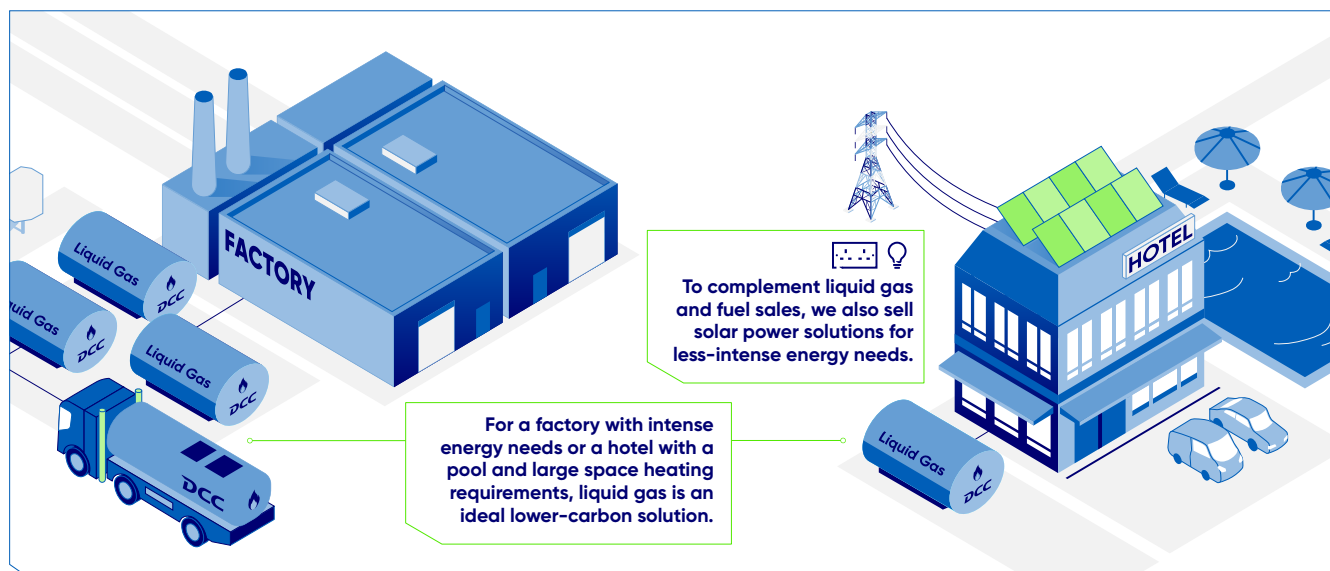 FACTORY
Liquid Gas
DCC
quid Gas
DCC
Liquid Gas
DCC
DCC
HOTEL
To complement liquid gas
and fuel sales, we also sell
solar power solutions for
less-intense energy needs.
For a factory with intense
energy needs or a hotel with a
pool and large space heating
requirements, liquid gas is an
ideal lower-carbon solution.
Liquid Gas
DCC